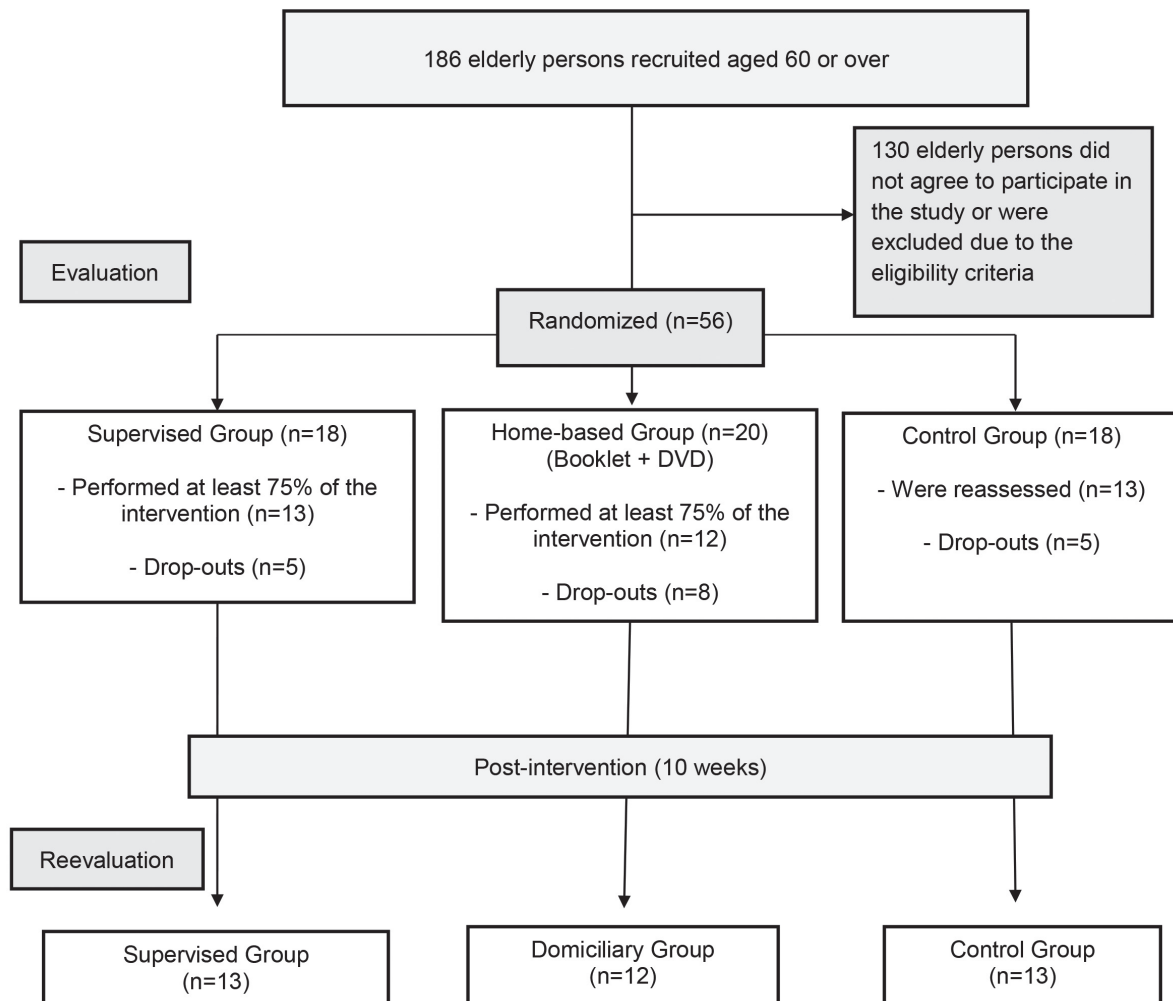 186 elderly persons recruited aged 60 or over
130 elderly persons did
not agree to participate in
the study or were
excluded due to the
eligibility criteria
Evaluation
Randomized (n=56)
Supervised Group (n=18)
- Performed at least 75% of the
intervention (n=13)
- Drop-outs (n=5)
Home-based Group (n=20)
(Booklet + DVD)
- Performed at least 75% of the
intervention (n=12)
- Drop-outs (n=8)
Control Group (n=18)
- Were reassessed (n=13)
- Drop-outs (n=5)
Post-intervention (10 weeks)
Reevaluation
Supervised Group
(n=13)
Domiciliary Group
(n=12)
Control Group
(n=13)